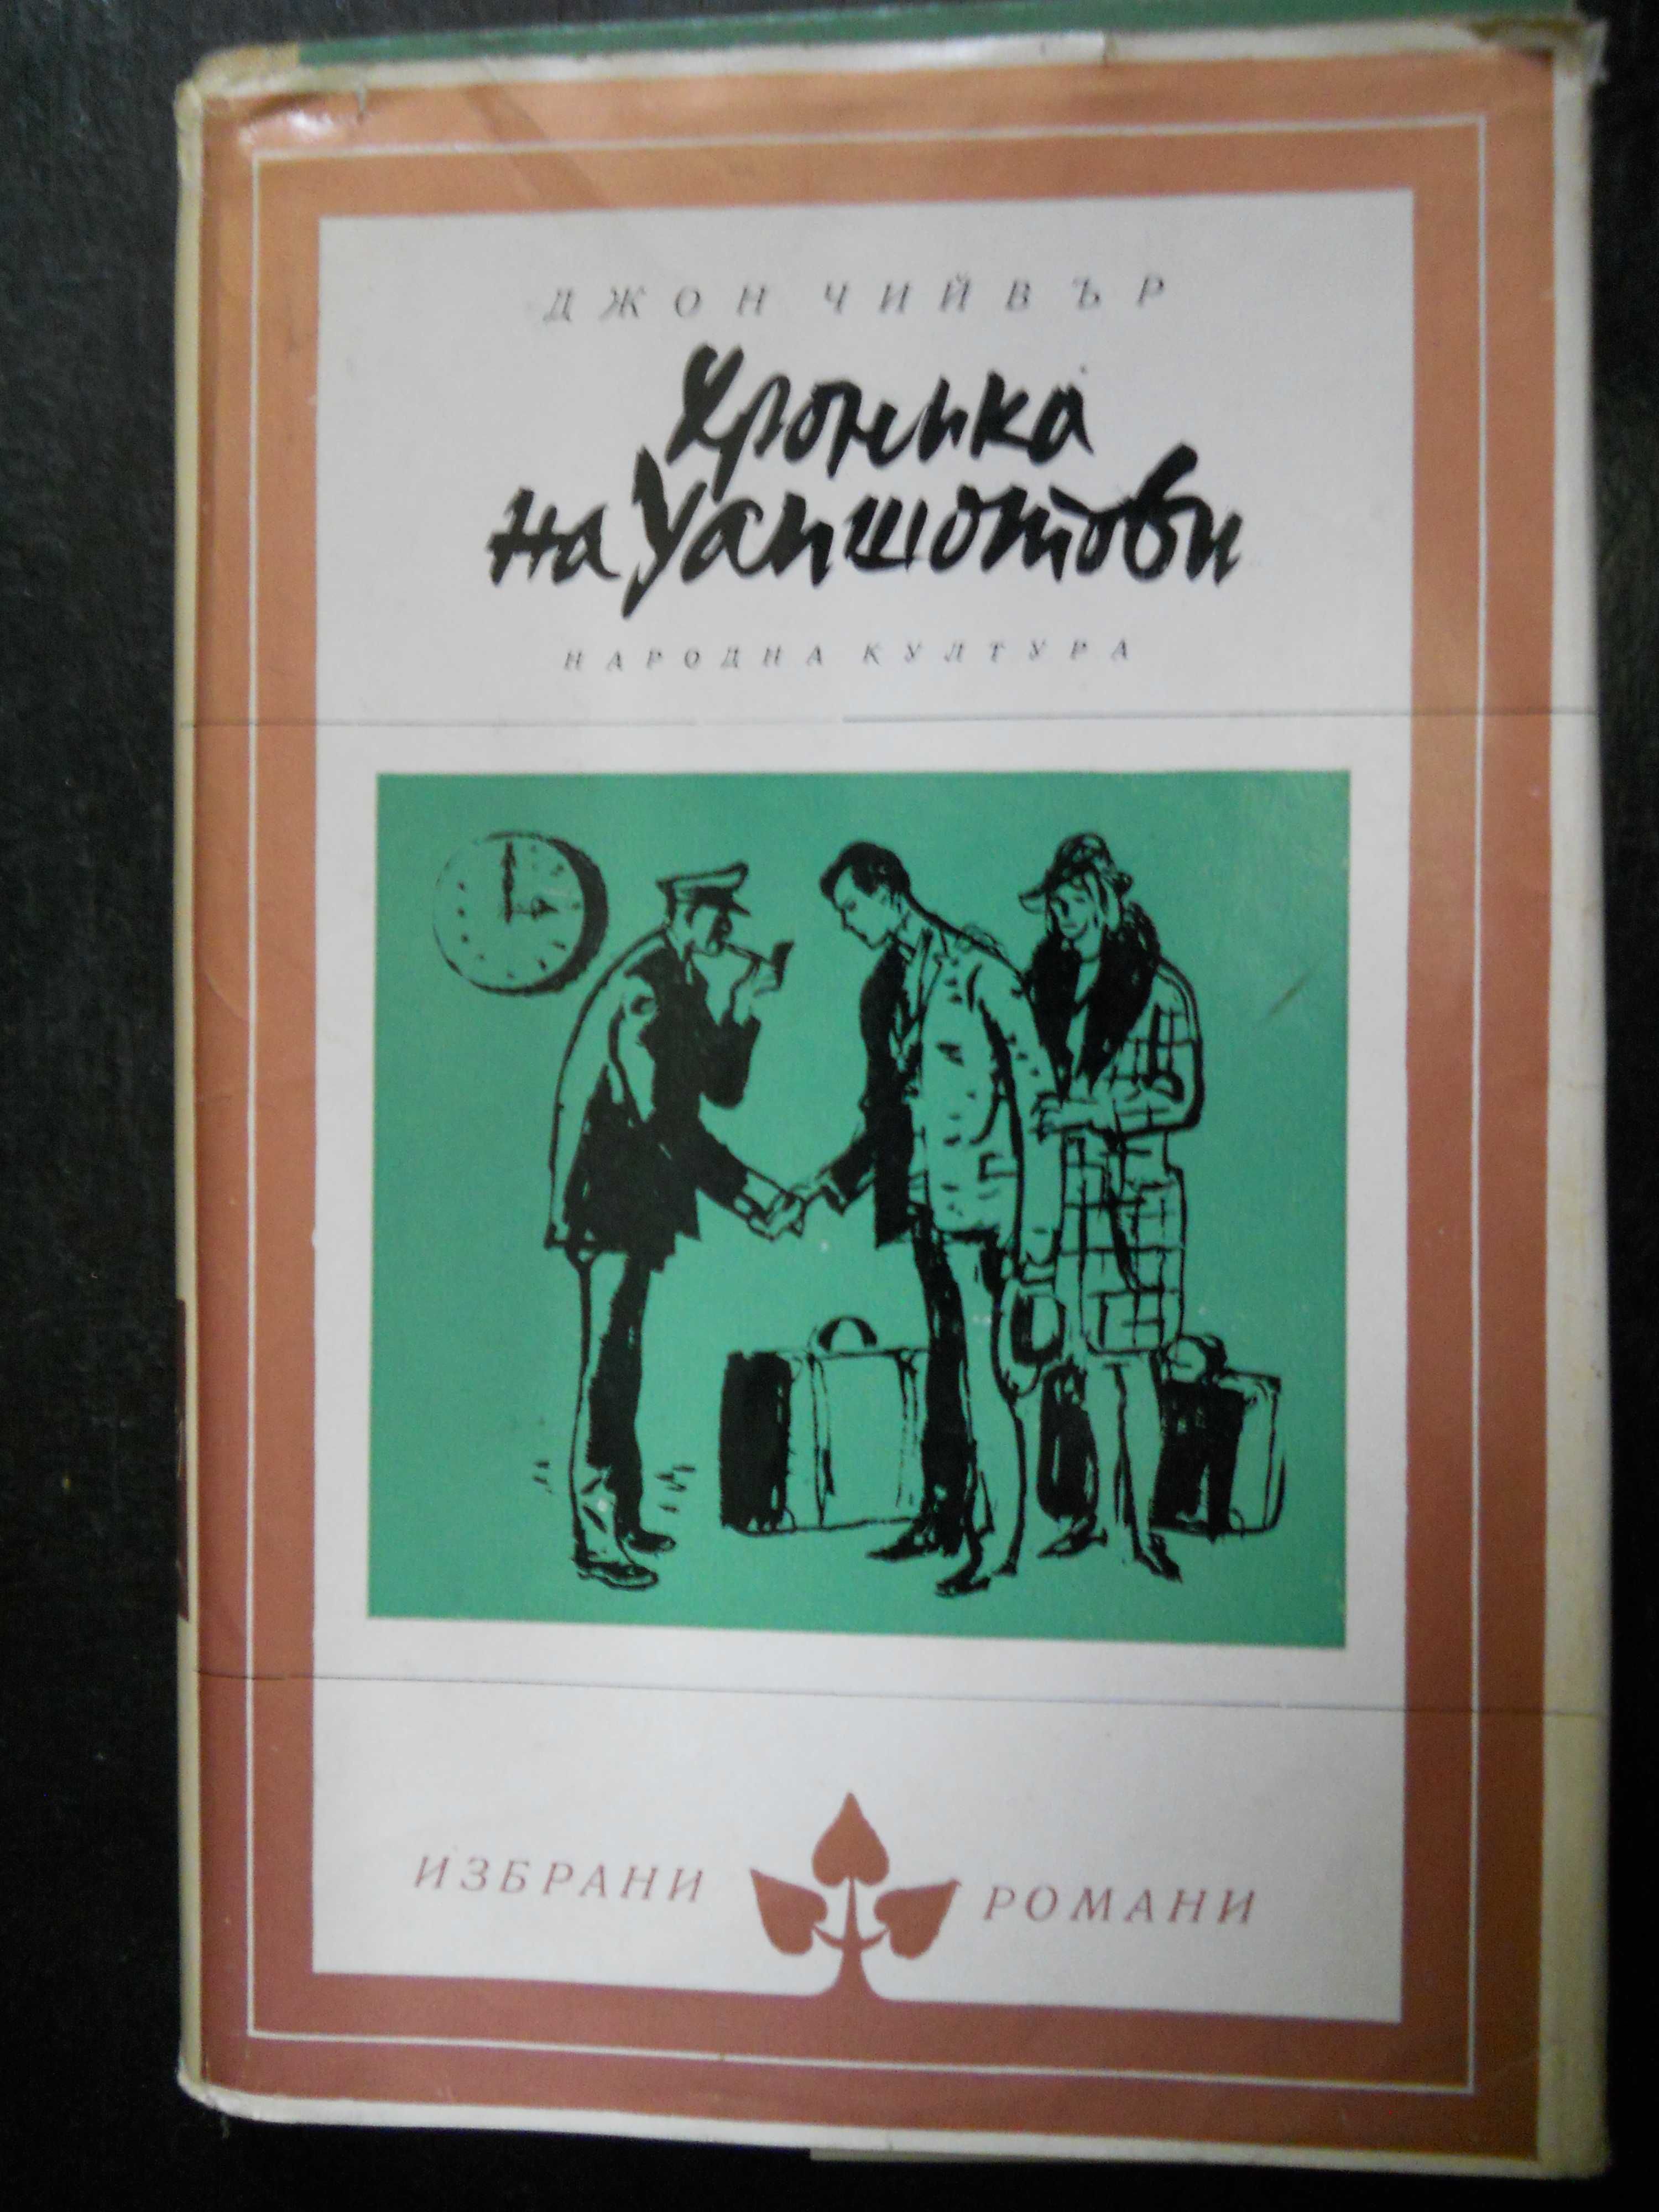 ДЖОН ЧИЙВЪР
Хроника
на Уапшотови
НАРОДНА КУЛТУРА
ИЗБРАНИ РОМАНИ